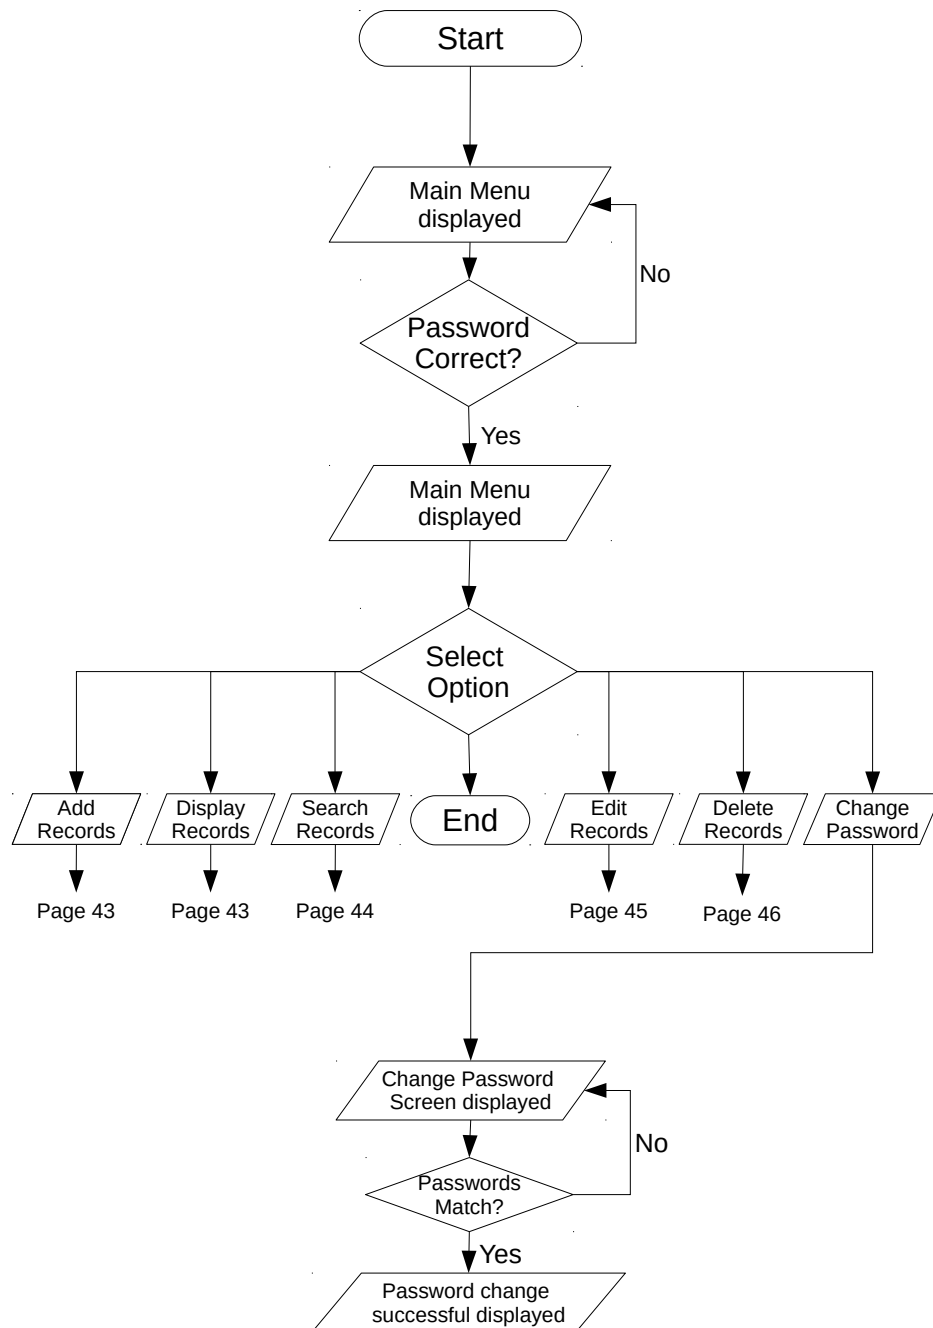 Start
Main Menu
displayed
No
Password
Correct?
Yes
Main Menu
displayed
Select
Option
Add
Records
Display
Records
Search
Records
End
Edit
Records
Delete
Records
Change
Password
Page 43
Page 43
Page 44
Page 45
Page 46
Change Password
Screen displayed
No
Passwords
Match?
Yes
Password change
successful displayed